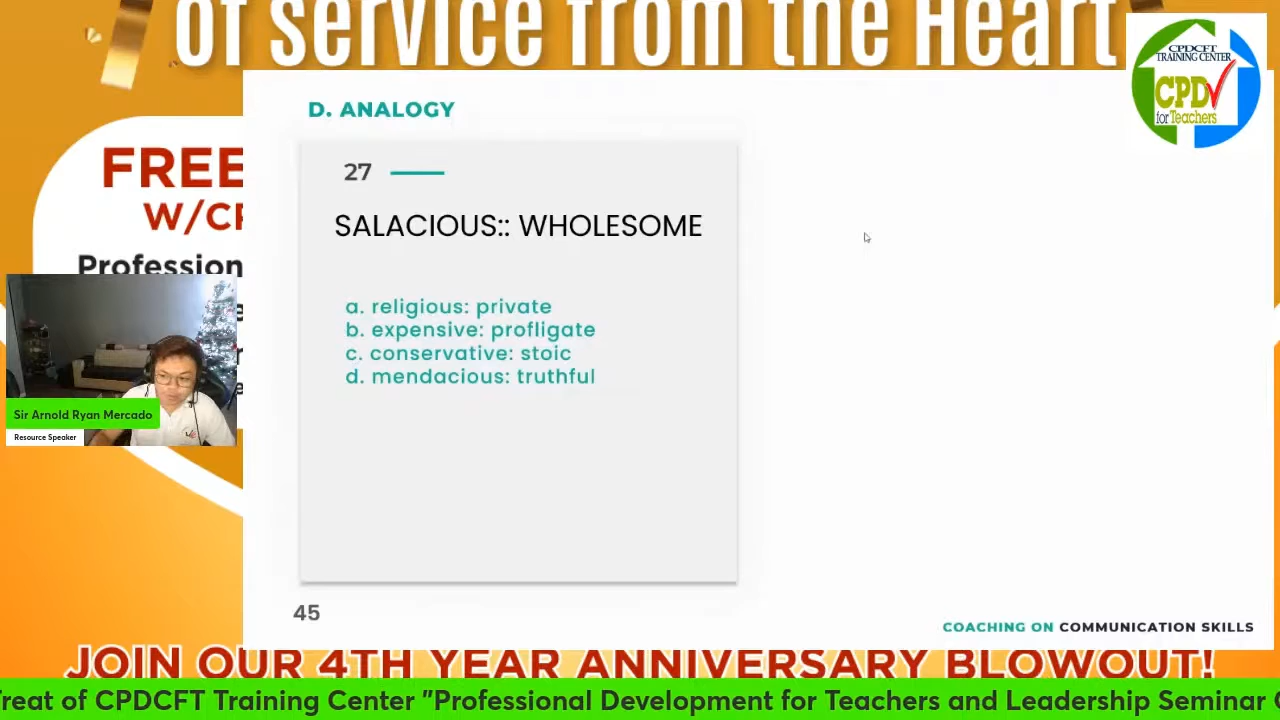 of service from the Heart
CPDCFT
TRAINING CENTER
CPD
for Teachers
D. ANALOGY
27
SALACIOUS:: WHOLESOME
a. religious: private
b. expensive: profligate
c. conservative: stoic
d. mendacious: truthful
45
COACHING ON COMMUNICATION SKILLS
FREE
W/CP
Profession
Sir Arnold Ryan Mercado
Resource Speaker
JOIN OUR 4TH YEAR ANNIVERSARY BLOWOUT!
Treat of CPDCFT Training Center "Professional Development for Teachers and Leadership Seminar